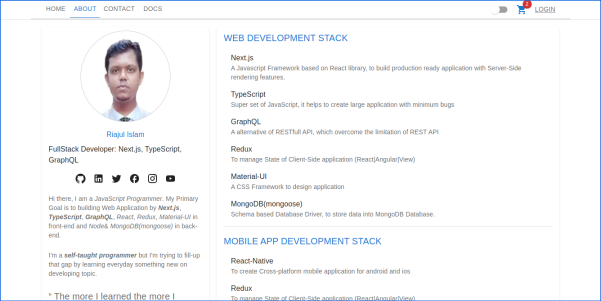 HOME ABOUT CONTACT DOCS 2 LOGIN
Riajul Islam
FullStack Developer: Next.js, TypeScript,
GraphQL
Hi there, I am a JavaScript Programmer. My Primary
Goal is to building Web Application by Next.js,
TypeScript, GraphQL, React, Redux, Material-UI in
front-end and Node& MongoDB(mongoose) in back-
end.
I'm a self-taught programmer but I'm trying to fill-up
that gap by learning everyday something new on
developing topic.
“ The more I learned the more I
WEB DEVELOPMENT STACK
Next.js
A Javascript Framework based on React library, to build production ready application with Server-Side
rendering features.
TypeScript
Super set of JavaScript, it helps to create large application with minimum bugs
GraphQL
A alternative of RESTfull API, which overcome the limitation of REST API
Redux
To manage State of Client-Side application (React|Angular|View)
Material-UI
A CSS Framework to design application
MongoDB(mongoose)
Schema based Database Driver, to store data into MongoDB Database.
MOBILE APP DEVELOPMENT STACK
React-Native
To create Cross-platform mobile application for android and ios
Redux
To manage State of Client-Side application (React|Angular|View)